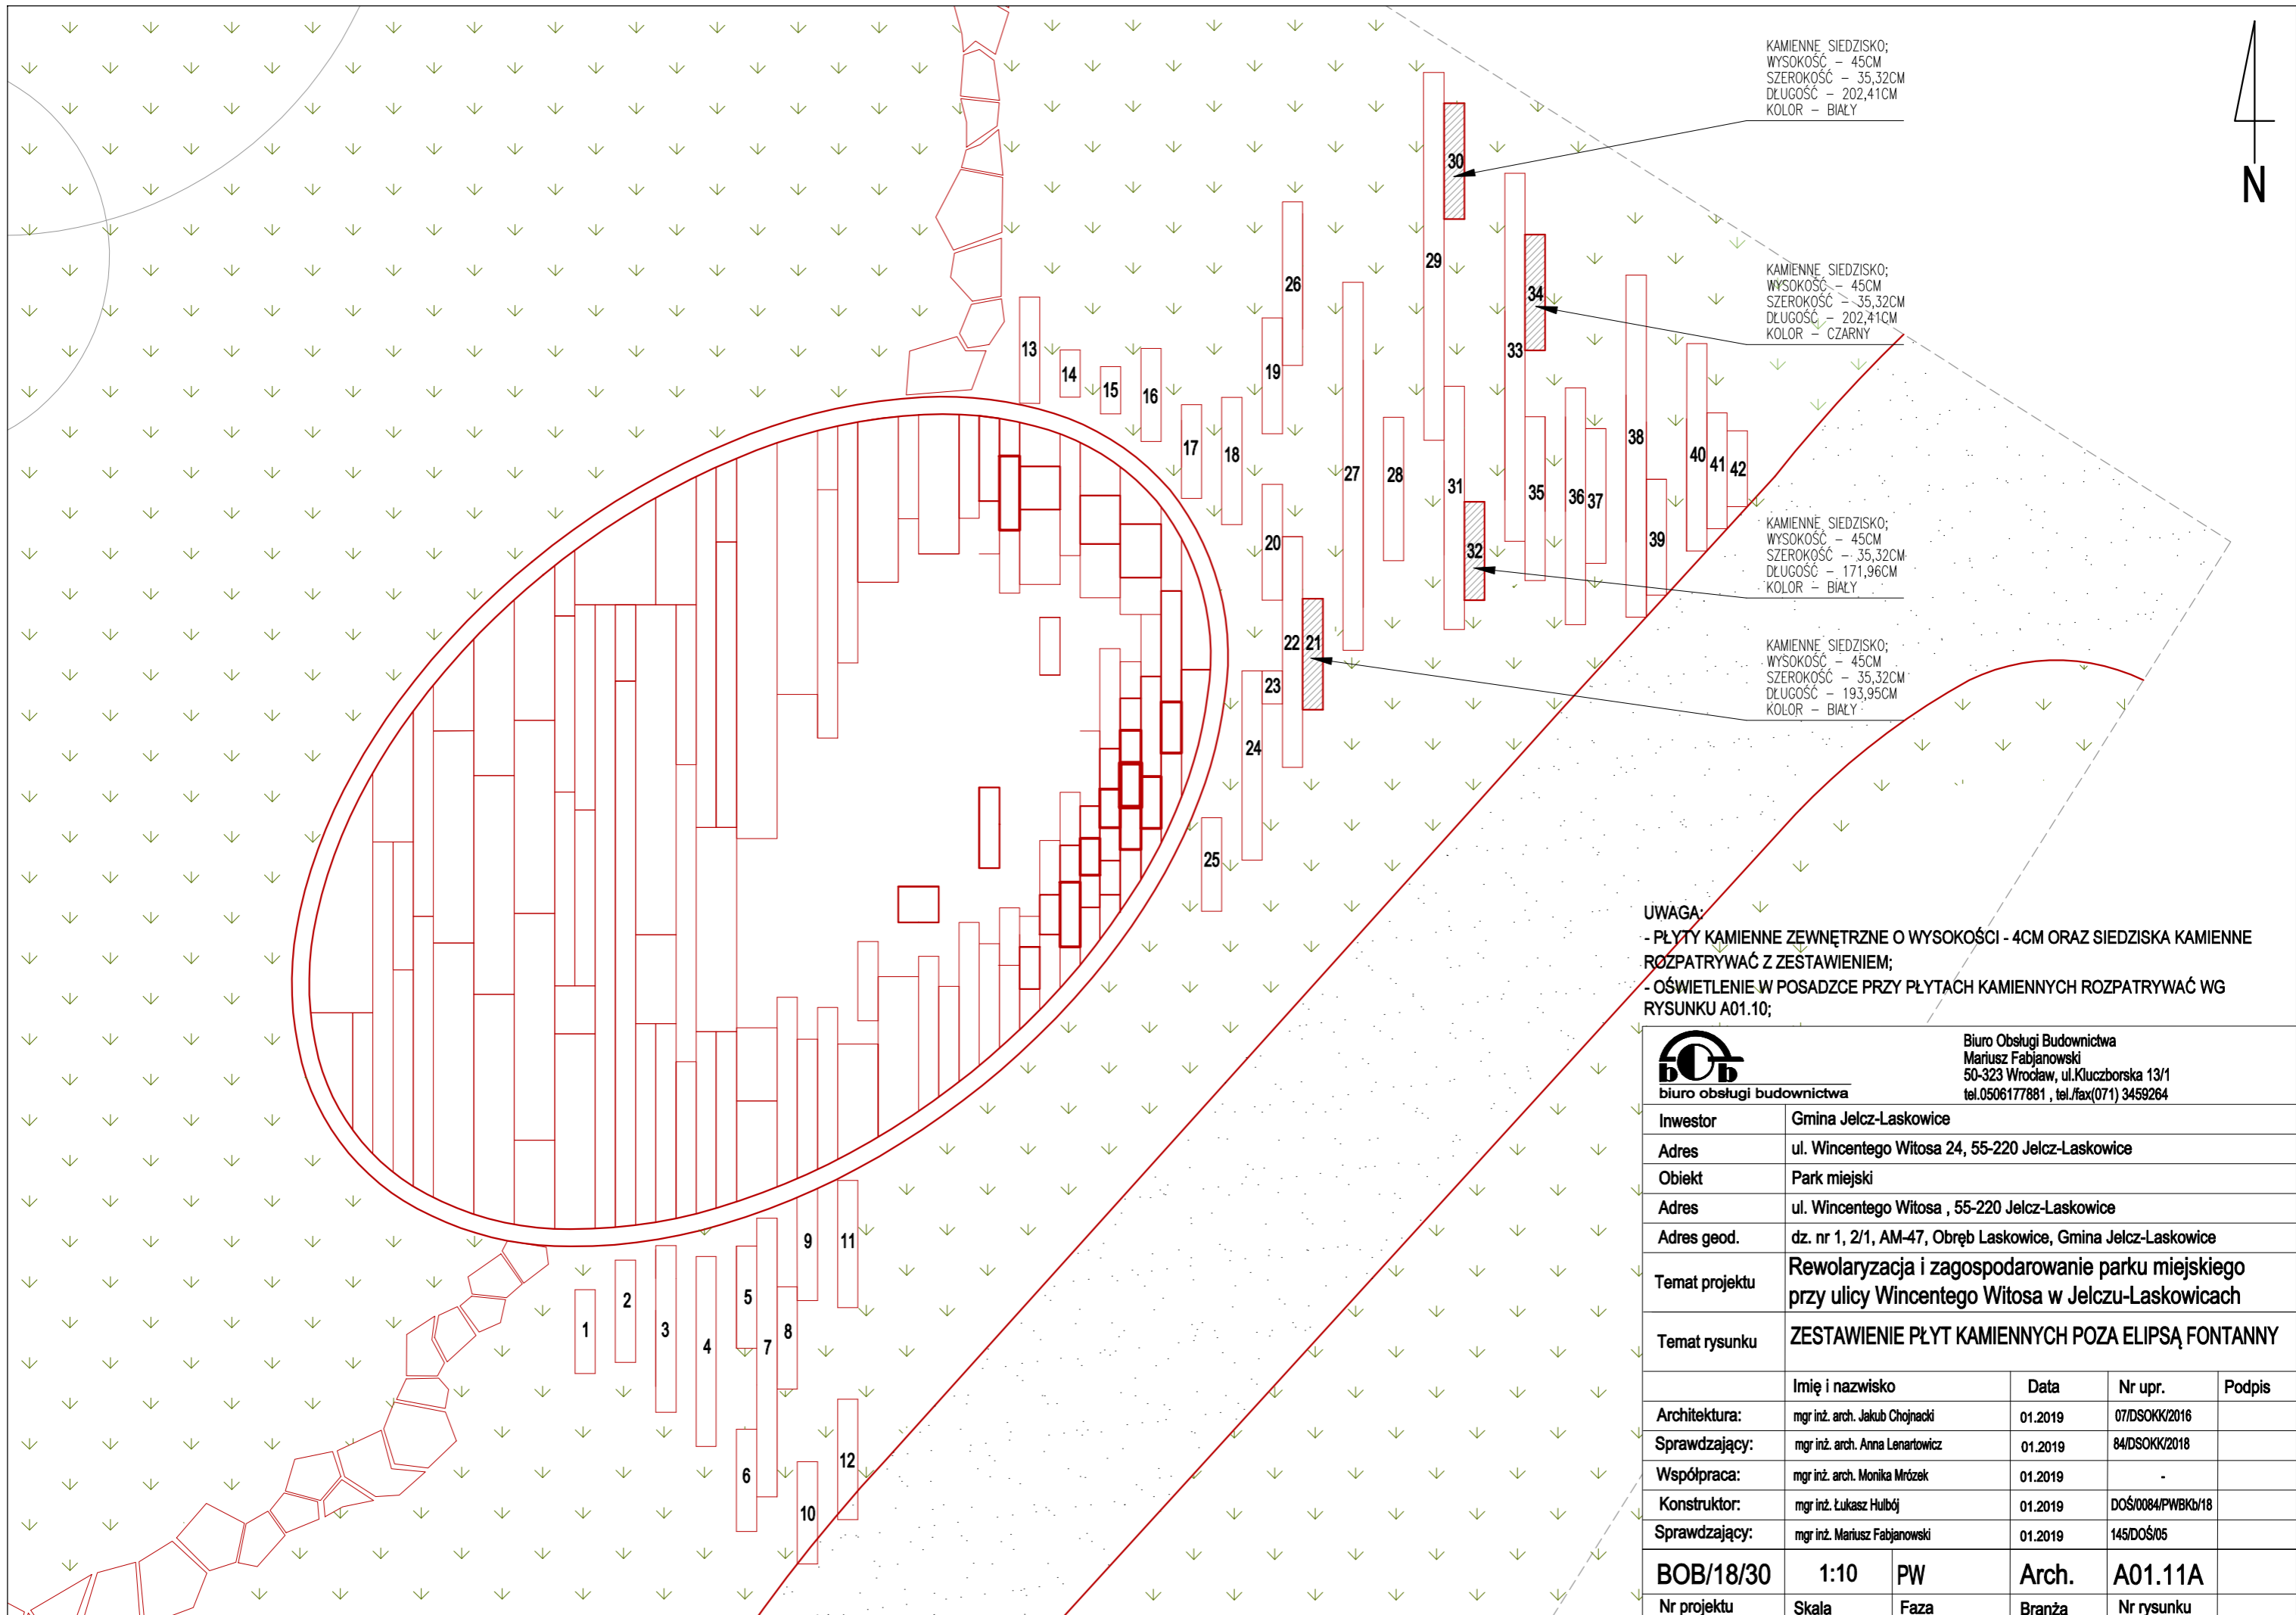 KAMIENNE SIEDZISKO;
WYSOKOŚĆ – 45CM
SZEROKOŚĆ – 35,32CM
DŁUGOŚĆ – 202,41CM
KOLOR – BIAŁY
N
KAMIENNE SIEDZISKO;
WYSOKOŚĆ – 45CM
SZEROKOŚĆ – 35,32CM
DŁUGOŚĆ – 202,41CM
KOLOR – CZARNY
KAMIENNE SIEDZISKO;
WYSOKOŚĆ – 45CM
SZEROKOŚĆ – 35,32CM
DŁUGOŚĆ – 171,96CM
KOLOR – BIAŁY
KAMIENNE SIEDZISKO;
WYSOKOŚĆ – 45CM
SZEROKOŚĆ – 35,32CM
DŁUGOŚĆ – 193,95CM
KOLOR – BIAŁY
30
29
26
34
33
13
14
15
16
19
17
18
27
28
31
35
36
37
38
40
41
42
20
32
39
22
21
23
24
25
9
11
2
5
1
3
4
7
8
6
12
10
UWAGA:
- PŁYTY KAMIENNE ZEWNĘTRZNE O WYSOKOŚCI - 4CM ORAZ SIEDZISKA KAMIENNE
ROZPATRYWAĆ Z ZESTAWIENIEM;
- OŚWIETLENIE W POSADZCE PRZY PŁYTACH KAMIENNYCH ROZPATRYWAĆ WG
RYSUNKU A01.10;
bOb
biuro obsługi budownictwa
Biuro Obsługi Budownictwa
Mariusz Fabjanowski
50-323 Wrocław, ul.Kluczborska 13/1
tel.0506177881 , tel./fax(071) 3459264
Inwestor Gmina Jelcz-Laskowice
Adres ul. Wincentego Witosa 24, 55-220 Jelcz-Laskowice
Obiekt Park miejski
Adres ul. Wincentego Witosa , 55-220 Jelcz-Laskowice
Adres geod. dz. nr 1, 2/1, AM-47, Obręb Laskowice, Gmina Jelcz-Laskowice
Temat projektu Rewolaryzacja i zagospodarowanie parku miejskiego
przy ulicy Wincentego Witosa w Jelczu-Laskowicach
Temat rysunku ZESTAWIENIE PŁYT KAMIENNYCH POZA ELIPSĄ FONTANNY
Imię i nazwisko Data Nr upr. Podpis
Architektura: mgr inż. arch. Jakub Chojnacki 01.2019 07/DSOKK/2016
Sprawdzający: mgr inż. arch. Anna Lenartowicz 01.2019 84/DSOKK/2018
Współpraca: mgr inż. arch. Monika Mrózek 01.2019 -
Konstruktor: mgr inż. Łukasz Hulbój 01.2019 DOŚ/0084/PWBKb/18
Sprawdzający: mgr inż. Mariusz Fabjanowski 01.2019 145/DOŚ/05
BOB/18/30 1:10 PW Arch. A01.11A
Nr projektu Skala Faza Branża Nr rysunku